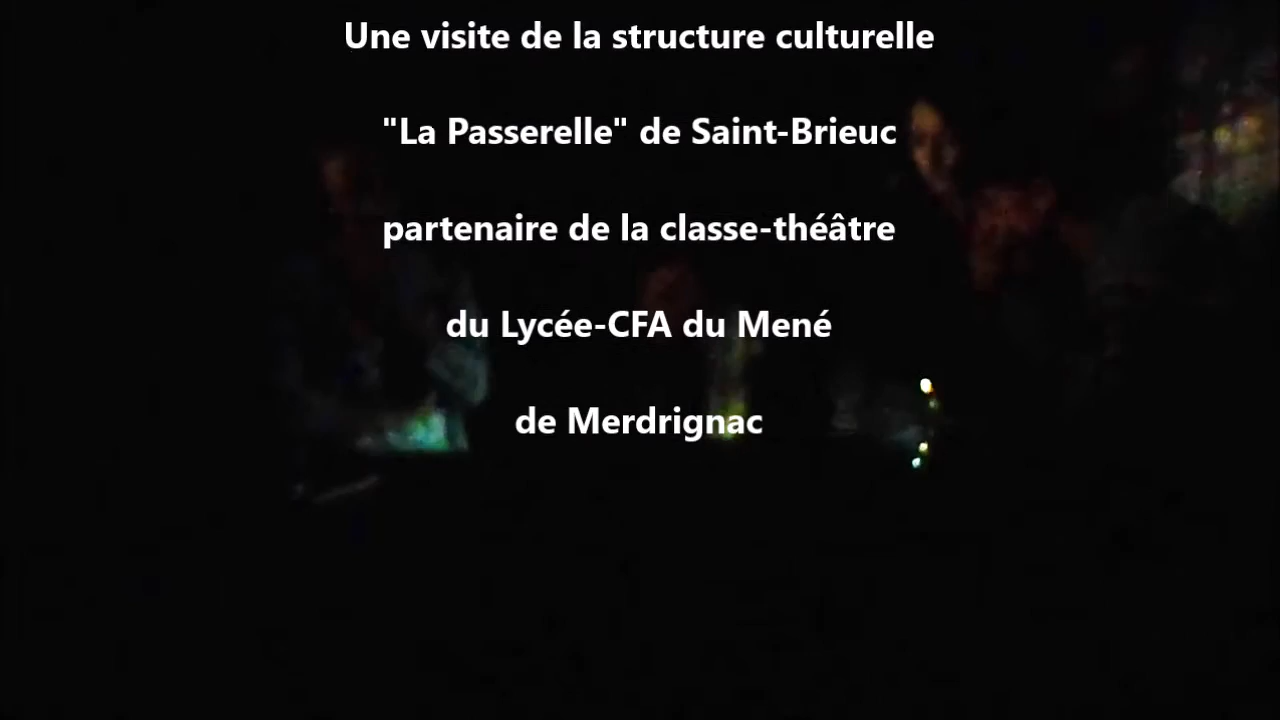 Une visite de la structure culturelle
"La Passerelle" de Saint-Brieuc
partenaire de la classe-théâtre
du Lycée-CFA du Mené
de Merdrignac